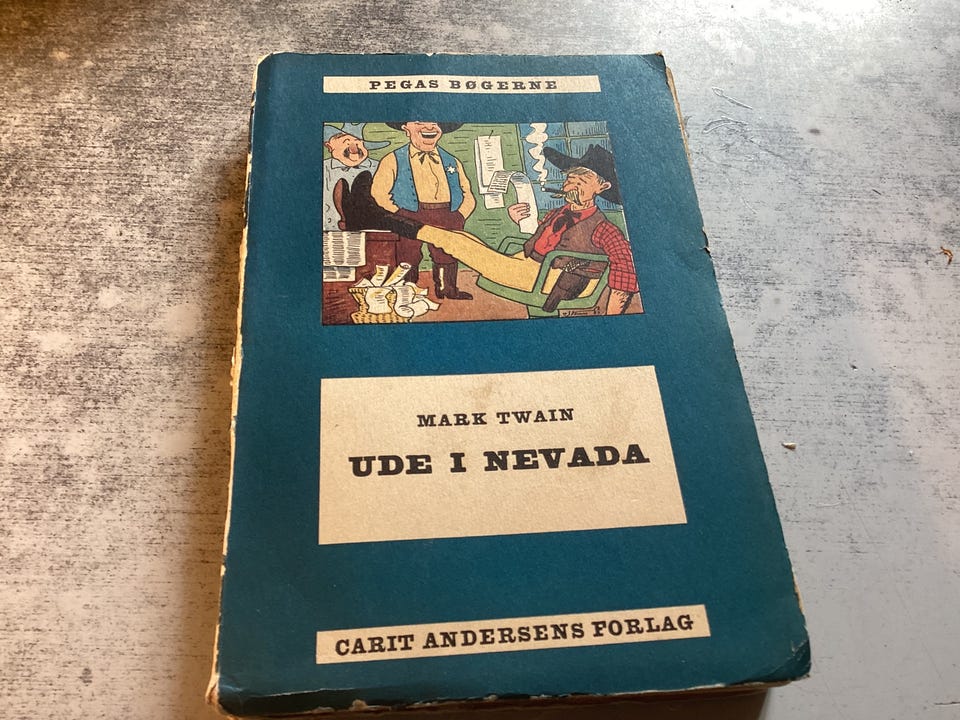 PEGAS BØGERNE
MARK TWAIN
UDE I NEVADA
CARIT ANDERSENS FORLAG